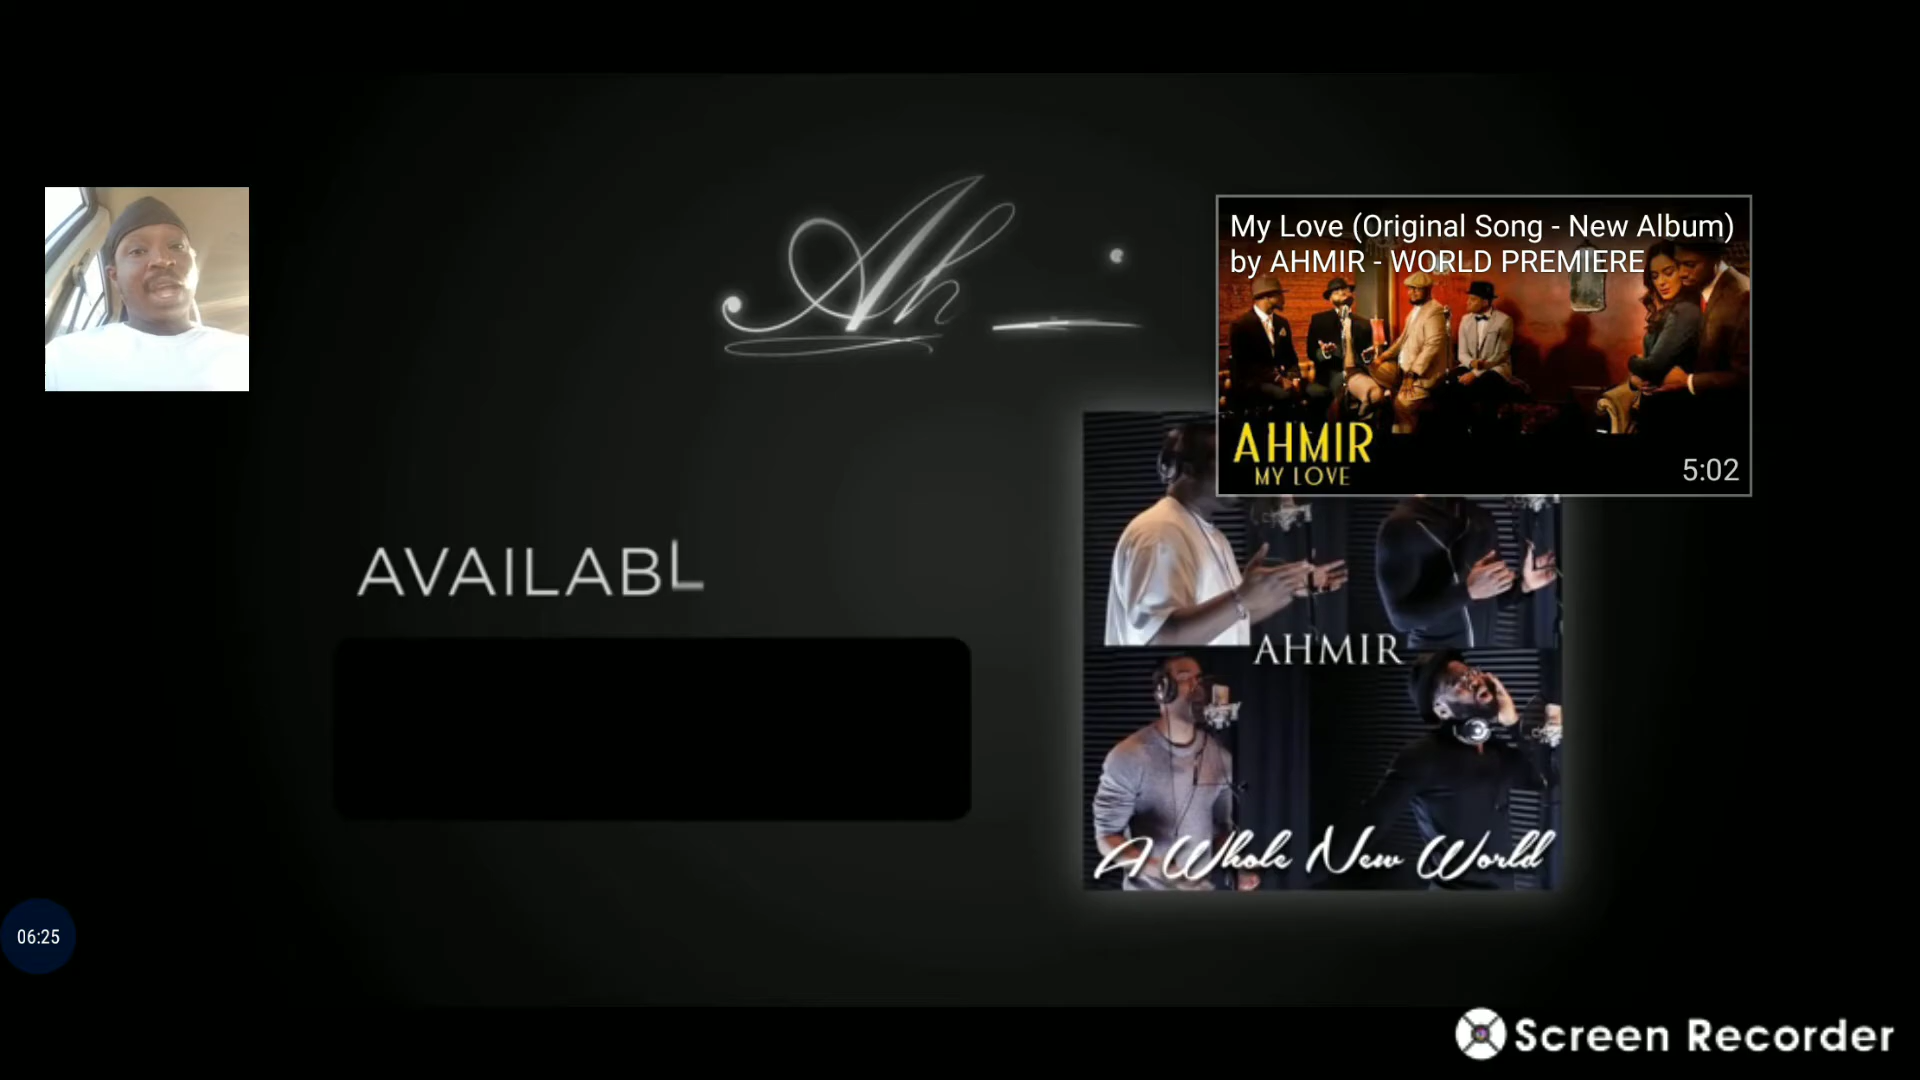 Ah
My Love (Original Song - New Album)
by AHMIR - WORLD PREMIERE
AHMIR
MY LOVE
5:02
AVAILABL
AHMIR
A Whole New World
06:25
Screen Recorder